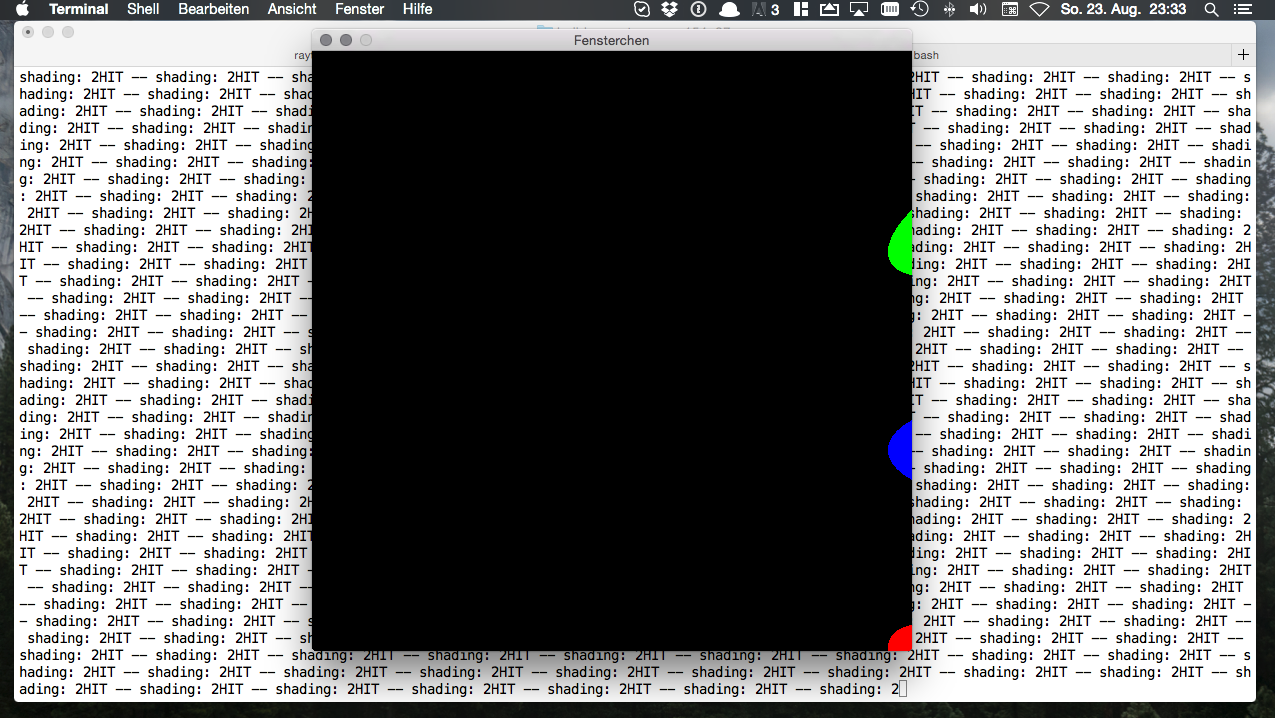 Terminal Shell Bearbeiten Ansicht Fenster Hilfe 3 So. 23. Aug. 23:33
Fensterchen
ray bash +
shading: 2HIT -- shading: 2HIT -- sha HIT -- shading: 2HIT -- shading: 2HIT -- s
hading: 2HIT -- shading: 2HIT -- shad IT -- shading: 2HIT -- shading: 2HIT -- sh
ading: 2HIT -- shading: 2HIT -- shadi T -- shading: 2HIT -- shading: 2HIT -- sha
ding: 2HIT -- shading: 2HIT -- shadin -- shading: 2HIT -- shading: 2HIT -- shad
ing: 2HIT -- shading: 2HIT -- shading -- shading: 2HIT -- shading: 2HIT -- shadi
ng: 2HIT -- shading: 2HIT -- shading: -- shading: 2HIT -- shading: 2HIT -- shadin
g: 2HIT -- shading: 2HIT -- shading: -- shading: 2HIT -- shading: 2HIT -- shading
: 2HIT -- shading: 2HIT -- shading: 2 shading: 2HIT -- shading: 2HIT -- shading:
2HIT -- shading: 2HIT -- shading: 2H hading: 2HIT -- shading: 2HIT -- shading:
2HIT -- shading: 2HIT -- shading: 2HI ading: 2HIT -- shading: 2HIT -- shading: 2
HIT -- shading: 2HIT -- shading: 2HIT ding: 2HIT -- shading: 2HIT -- shading: 2H
IT -- shading: 2HIT -- shading: 2HIT ing: 2HIT -- shading: 2HIT -- shading: 2HI
T -- shading: 2HIT -- shading: 2HIT - ng: 2HIT -- shading: 2HIT -- shading: 2HIT
-- shading: 2HIT -- shading: 2HIT -- g: 2HIT -- shading: 2HIT -- shading: 2HIT
-- shading: 2HIT -- shading: 2HIT -- : 2HIT -- shading: 2HIT -- shading: 2HIT -
- shading: 2HIT -- shading: 2HIT -- s 2HIT -- shading: 2HIT -- shading: 2HIT --
shading: 2HIT -- shading: 2HIT -- sh 2HIT -- shading: 2HIT -- shading: 2HIT --
shading: 2HIT -- shading: 2HIT -- sha HIT -- shading: 2HIT -- shading: 2HIT -- s
hading: 2HIT -- shading: 2HIT -- shad IT -- shading: 2HIT -- shading: 2HIT -- sh
ading: 2HIT -- shading: 2HIT -- shadi T -- shading: 2HIT -- shading: 2HIT -- sha
ding: 2HIT -- shading: 2HIT -- shadin -- shading: 2HIT -- shading: 2HIT -- shad
ing: 2HIT -- shading: 2HIT -- shading -- shading: 2HIT -- shading: 2HIT -- shadi
ng: 2HIT -- shading: 2HIT -- shading: -- shading: 2HIT -- shading: 2HIT -- shadin
g: 2HIT -- shading: 2HIT -- shading: -- shading: 2HIT -- shading: 2HIT -- shading
: 2HIT -- shading: 2HIT -- shading: 2 shading: 2HIT -- shading: 2HIT -- shading:
2HIT -- shading: 2HIT -- shading: 2H hading: 2HIT -- shading: 2HIT -- shading:
2HIT -- shading: 2HIT -- shading: 2HI ading: 2HIT -- shading: 2HIT -- shading: 2
HIT -- shading: 2HIT -- shading: 2HIT ding: 2HIT -- shading: 2HIT -- shading: 2H
IT -- shading: 2HIT -- shading: 2HIT ing: 2HIT -- shading: 2HIT -- shading: 2HI
T -- shading: 2HIT -- shading: 2HIT - ng: 2HIT -- shading: 2HIT -- shading: 2HIT
-- shading: 2HIT -- shading: 2HIT -- g: 2HIT -- shading: 2HIT -- shading: 2HIT
-- shading: 2HIT -- shading: 2HIT -- : 2HIT -- shading: 2HIT -- shading: 2HIT -
- shading: 2HIT -- shading: 2HIT -- s 2HIT -- shading: 2HIT -- shading: 2HIT --
shading: 2HIT -- shading: 2HIT -- sh 2HIT -- shading: 2HIT -- shading: 2HIT --
shading: 2HIT -- shading: 2HIT -- shading: 2HIT -- shading: 2HIT -- shading: 2HIT -- shading: 2HIT -- shading: 2HIT -- shading: 2HIT -- shading: 2HIT -- s
hading: 2HIT -- shading: 2HIT -- shading: 2HIT -- shading: 2HIT -- shading: 2HIT -- shading: 2HIT -- shading: 2HIT -- shading: 2HIT -- shading: 2HIT -- sh
ading: 2HIT -- shading: 2HIT -- shading: 2HIT -- shading: 2HIT -- shading: 2HIT -- shading: 2HIT -- shading: 2